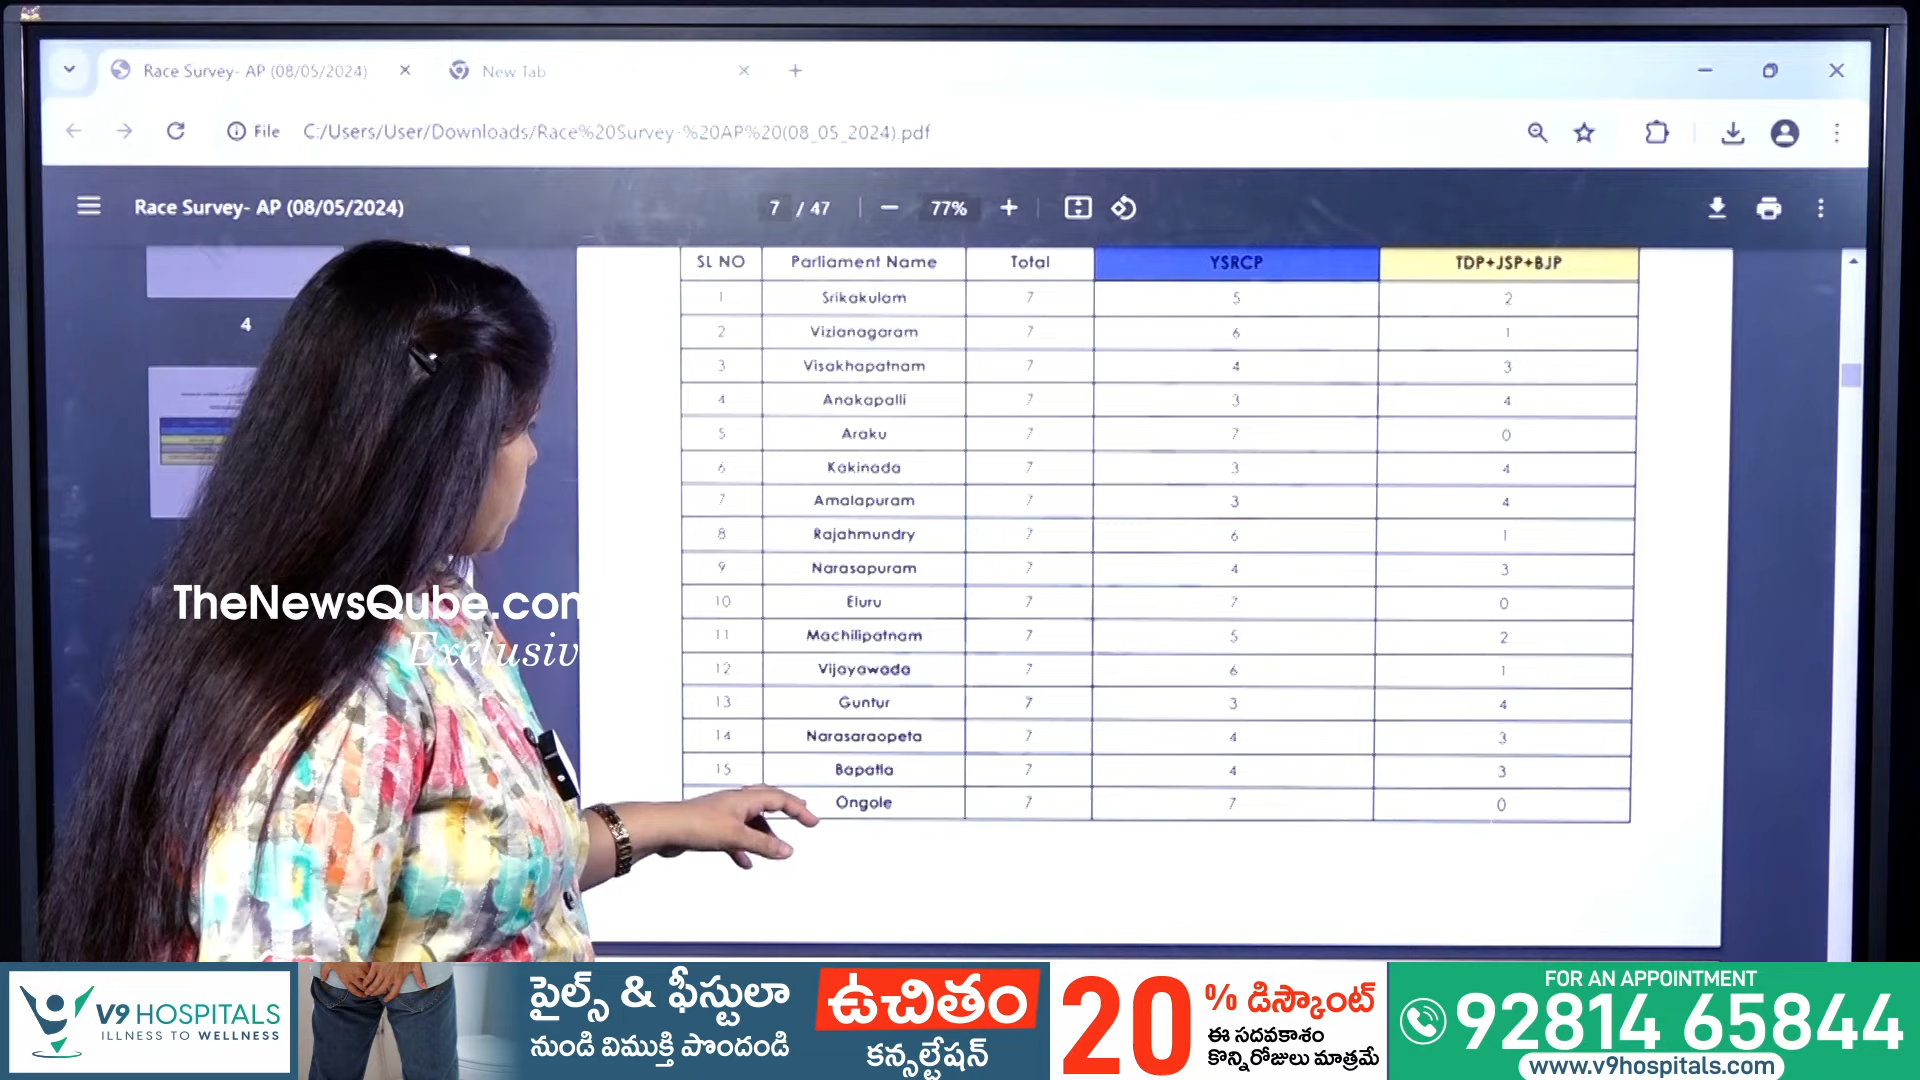 Race Survey- AP (08/05/2024)
New Tab
File C:/Users/User/Downloads/Race%20Survey-%20AP%20(08_05_2024).pdf
Race Survey- AP (08/05/2024)
7 / 47
77%
4
SL NO Parliament Name Total YSRCP TDP+JSP+BJP
1 Srikakulam 7 5 2
2 Vizianagaram 7 6 1
3 Visakhapatnam 7 4 3
4 Anakapalli 7 3 4
5 Araku 7 7 0
6 Kakinada 7 3 4
7 Amalapuram 7 3 4
8 Rajahmundry 7 6 1
9 Narasapuram 7 4 3
10 Eluru 7 7 0
11 Machilipatnam 7 5 2
12 Vijayawada 7 6 1
13 Guntur 7 3 4
14 Narasaraopeta 7 4 3
15 Bapatla 7 4 3
Ongole 7 7 0
TheNewsQube.com
Exclusiv
V9 HOSPITALS
ILLNESS TO WELLNESS
పైల్స్ & ఫిస్టులా
నుండి విముక్తి పొందండి
ఉచితం
కన్సల్టేషన్
20 % డిస్కౌంట్
ఈ సదవకాశం
కొన్నిరోజులు మాత్రమే
FOR AN APPOINTMENT
92814 65844
www.v9hospitals.com